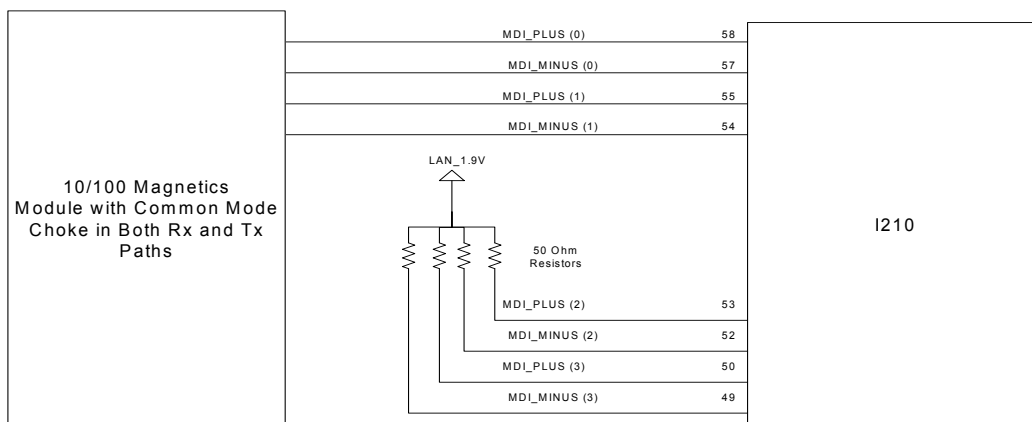 MDI_PLUS (0) 58
MDI_MINUS (0) 57
MDI_PLUS (1) 55
MDI_MINUS (1) 54
LAN_1.9V
10/100 Magnetics
Module with Common Mode
Choke in Both Rx and Tx
Paths
I210
50 Ohm
Resistors
MDI_PLUS (2) 53
MDI_MINUS (2) 52
MDI_PLUS (3) 50
MDI_MINUS (3) 49